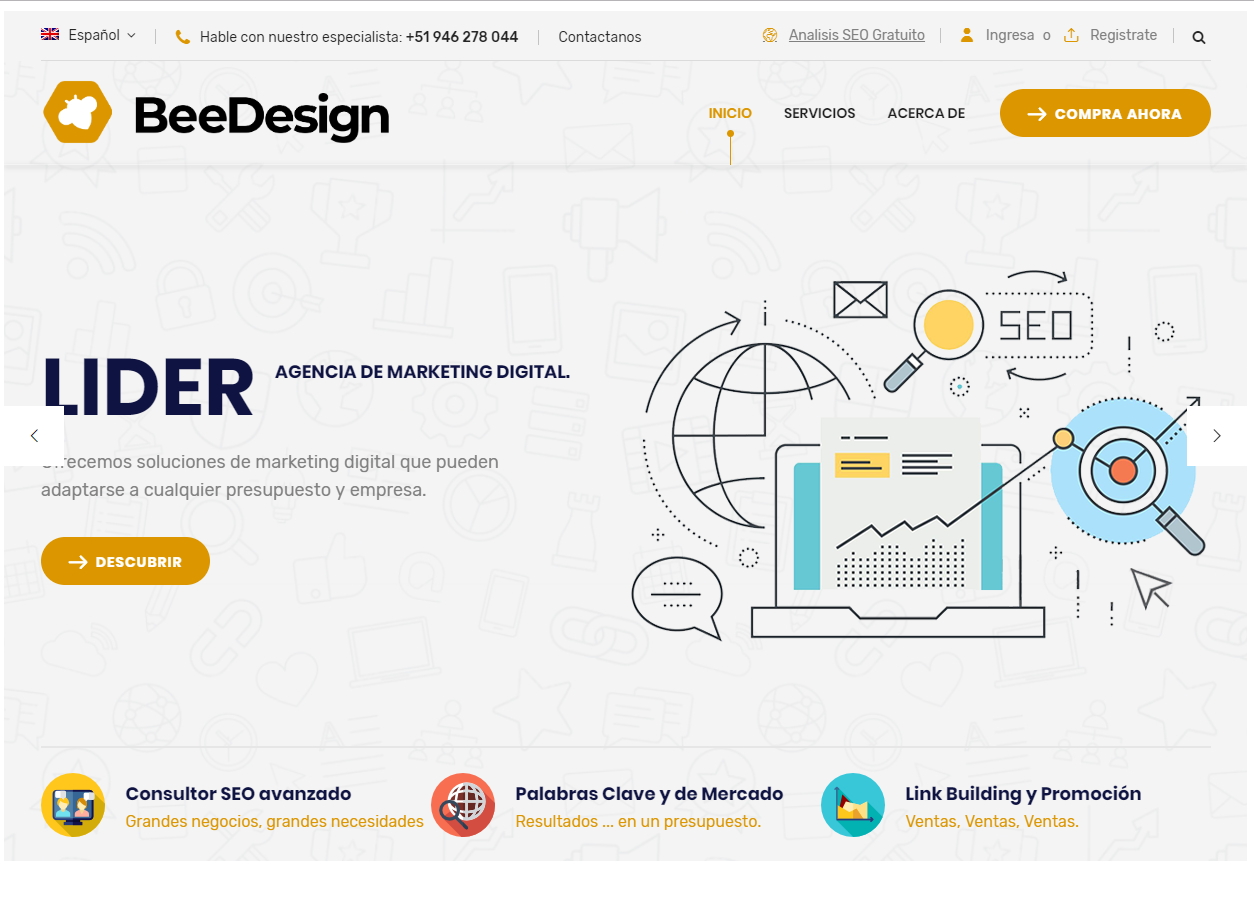 Español
Hable con nuestro especialista: +51 946 278 044
Contactanos
Analisis SEO Gratuito
Ingresa o Registrate
BeeDesign
INICIO
SERVICIOS
ACERCA DE
COMPRA AHORA
SEO
LIDER
AGENCIA DE MARKETING DIGITAL.
Ofrecemos soluciones de marketing digital que pueden
adaptarse a cualquier presupuesto y empresa.
DESCUBRIR
Consultor SEO avanzado
Grandes negocios, grandes necesidades
Palabras Clave y de Mercado
Resultados ... en un presupuesto.
Link Building y Promoción
Ventas, Ventas, Ventas.